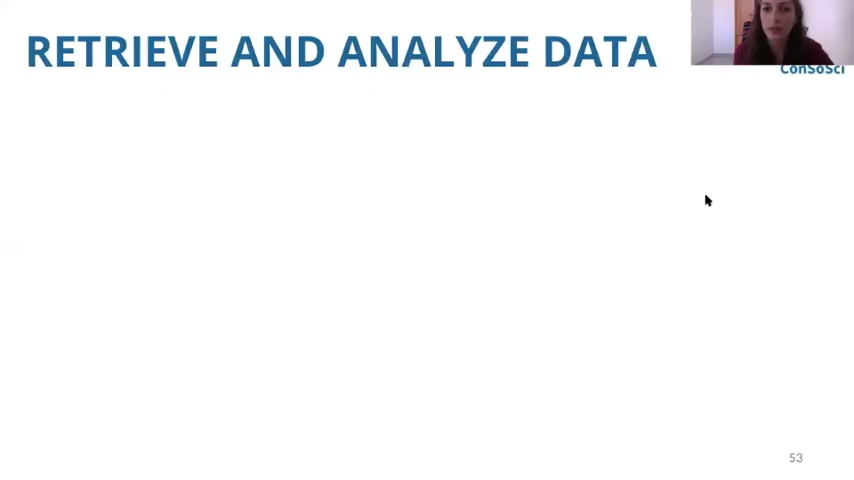 RETRIEVE AND ANALYZE DATA
ConSoSci
53